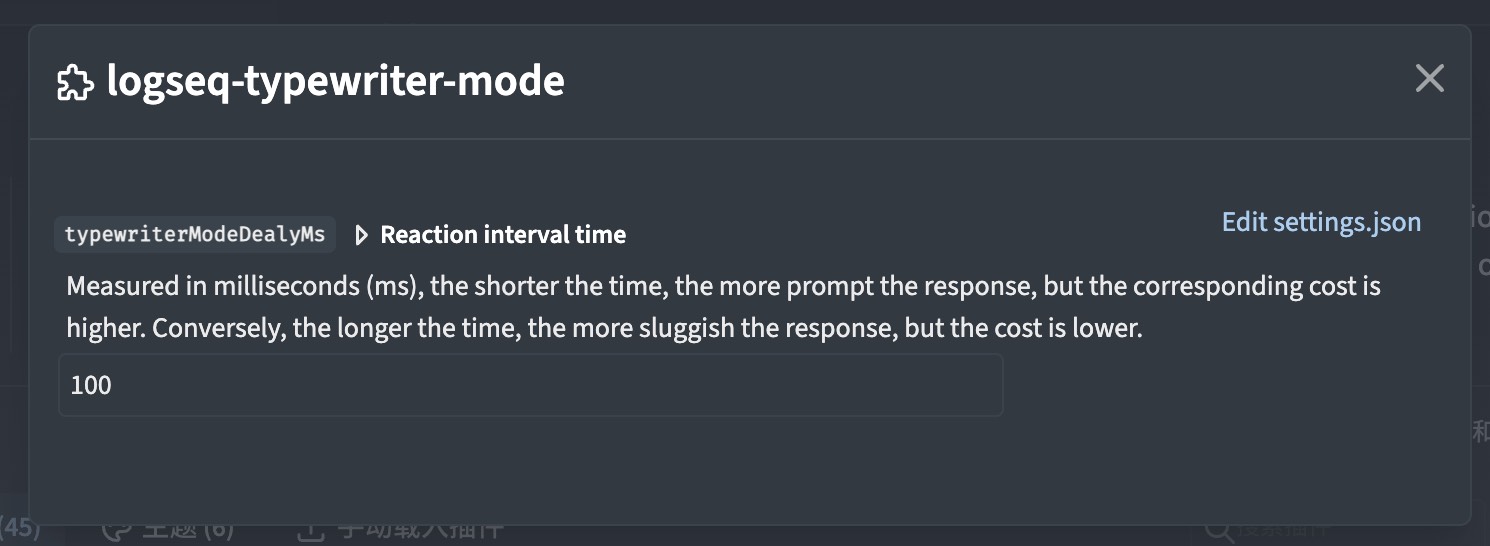 logseq-typewriter-mode
Edit settings.json
typewriterModeDealyMs Reaction interval time
Measured in milliseconds (ms), the shorter the time, the more prompt the response, but the corresponding cost is
higher. Conversely, the longer the time, the more sluggish the response, but the cost is lower.
100
和
(45) 主题 (6) 手动载入插件 搜索插件